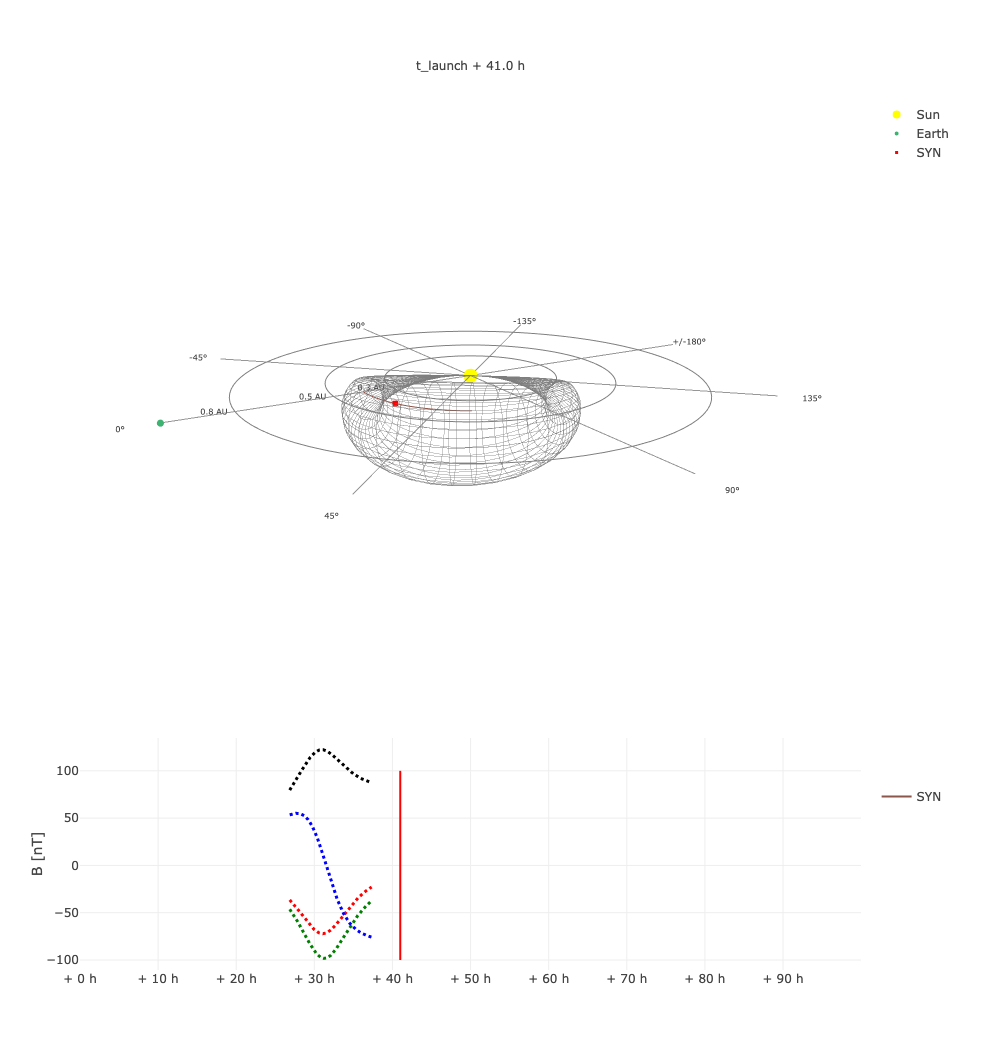 t_launch + 41.0 h
Sun
Earth
SYN
-135°
-90°
+/-180°
-45°
0.3 AU
0.5 AU
135°
0.8 AU
0°
90°
45°
100
50
0
−50
−100
B [nT]
SYN
+ 0 h
+ 10 h
+ 20 h
+ 30 h
+ 40 h
+ 50 h
+ 60 h
+ 70 h
+ 80 h
+ 90 h